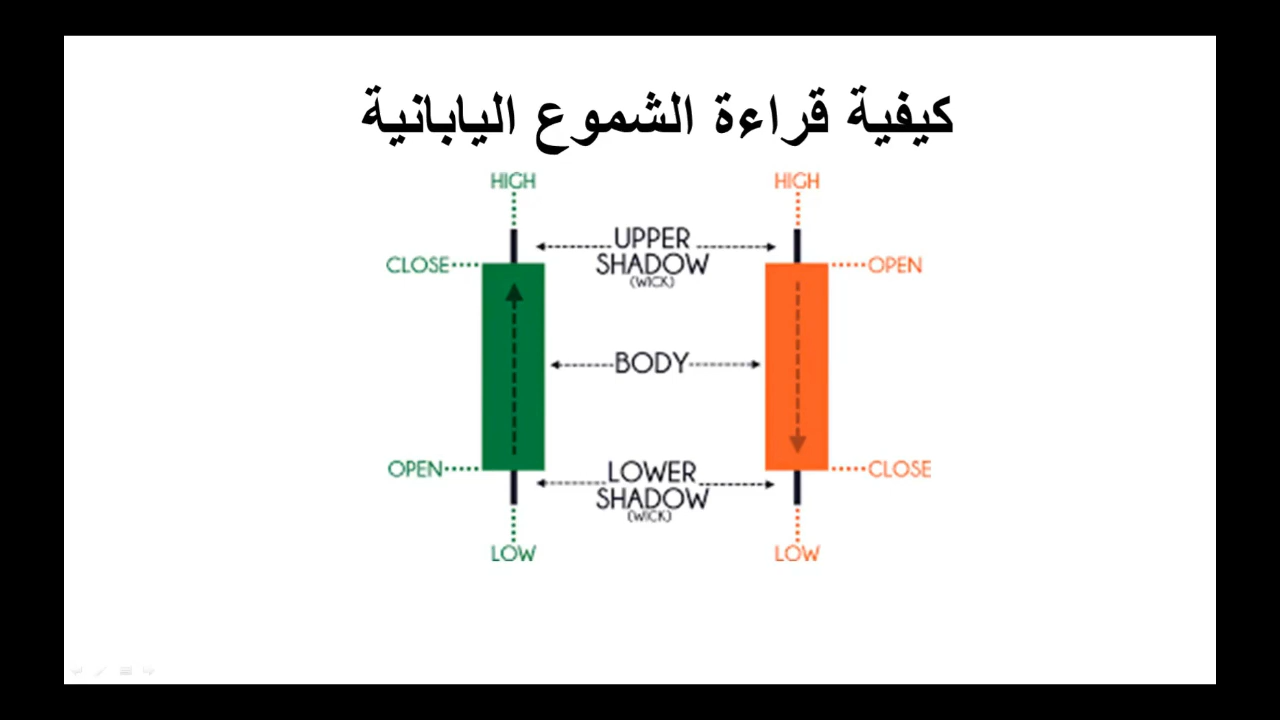 كيفية قراءة الشموع اليابانية
HIGH HIGH
UPPER
CLOSE SHADOW OPEN
(WICK)
BODY
LOWER
OPEN CLOSE
SHADOW
(WICK)
LOW LOW